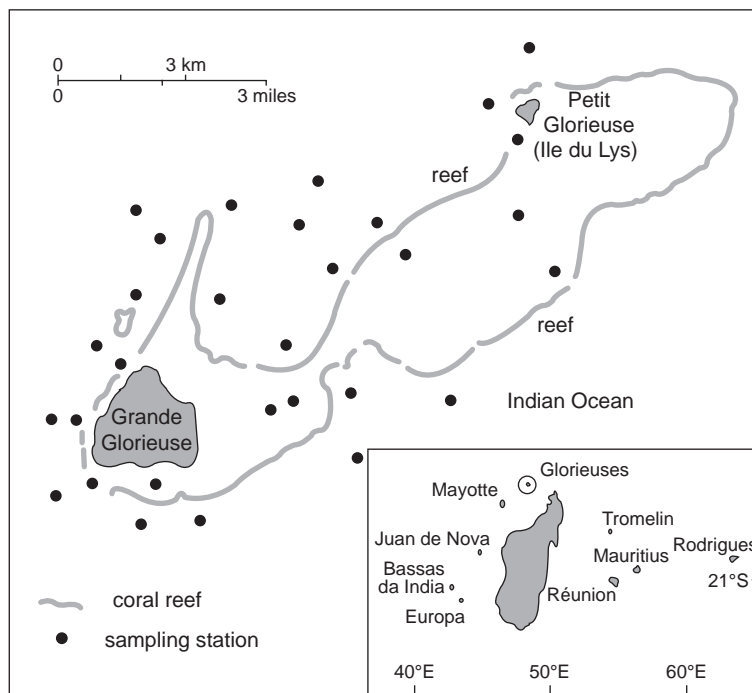 0 3 km
0 3 miles
Petit
Glorieuse
(Ile du Lys)
reef
reef
Indian Ocean
Grande
Glorieuse
coral reef
sampling station
Glorieuses
Mayotte
Tromelin
Juan de Nova
Mauritius
Rodrigues
Bassas
da India
Réunion
21°S
Europa
40°E 50°E 60°E